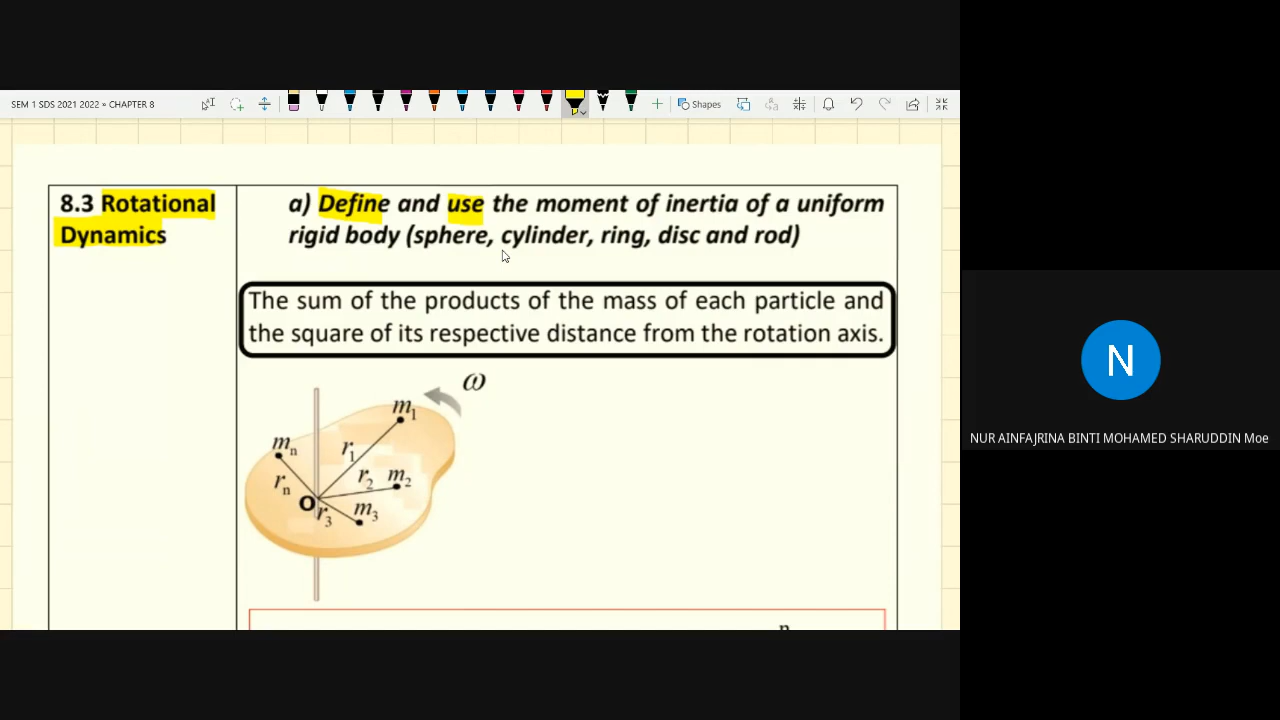 SEM 1 SDS 2021 2022 » CHAPTER 8
Shapes
8.3 Rotational
Dynamics
a) Define and use the moment of inertia of a uniform
rigid body (sphere, cylinder, ring, disc and rod)
The sum of the products of the mass of each particle and
the square of its respective distance from the rotation axis.
ω
m₁
mₙ
r₁
r₂ m₂
rₙ
O
r₃ m₃
n
N
NUR AINFAJRINA BINTI MOHAMED SHARUDDIN Moe